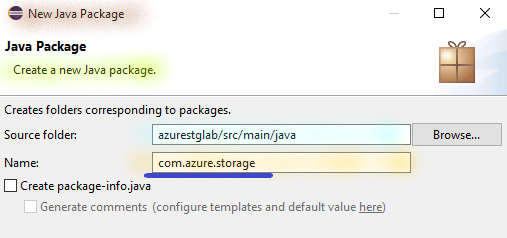 New Java Package
Java Package
Create a new Java package.
Creates folders corresponding to packages.
Source folder: azurestglab/src/main/java Browse...
Name: com.azure.storage
Create package-info.java
Generate comments (configure templates and default value here)